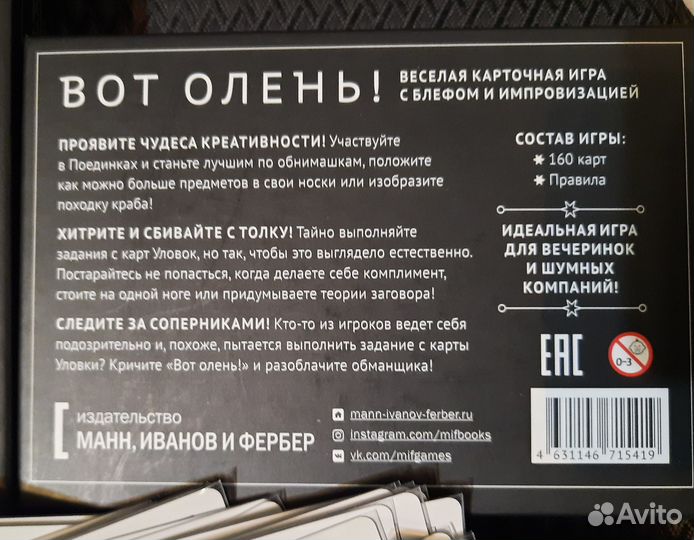 ВОТ ОЛЕНЬ!
ВЕСЕЛАЯ КАРТОЧНАЯ ИГРА
С БЛЕФОМ И ИМПРОВИЗАЦИЕЙ
ПРОЯВИТЕ ЧУДЕСА КРЕАТИВНОСТИ! Участвуйте
в Поединках и станьте лучшим по обнимашкам, положите
как можно больше предметов в свои носки или изобразите
походку краба!
ХИТРИТЕ И СБИВАЙТЕ С ТОЛКУ! Тайно выполняйте
задания с карт Уловок, но так, чтобы это выглядело естественно.
Постарайтесь не попасться, когда делаете себе комплимент,
стоите на одной ноге или придумываете теории заговора!
СЛЕДИТЕ ЗА СОПЕРНИКАМИ! Кто-то из игроков ведет себя
подозрительно и, похоже, пытается выполнить задание с карты
Уловки? Кричите «Вот олень!» и разоблачите обманщика!
СОСТАВ ИГРЫ:
160 карт
Правила
ИДЕАЛЬНАЯ ИГРА
ДЛЯ ВЕЧЕРИНОК
И ШУМНЫХ
КОМПАНИЙ!
EAC
0-3
издательство
МАНН, ИВАНОВ И ФЕРБЕР
mann-ivanov-ferber.ru
instagram.com/mifbooks
vk.com/mifgames
4 631146 715419
Avito